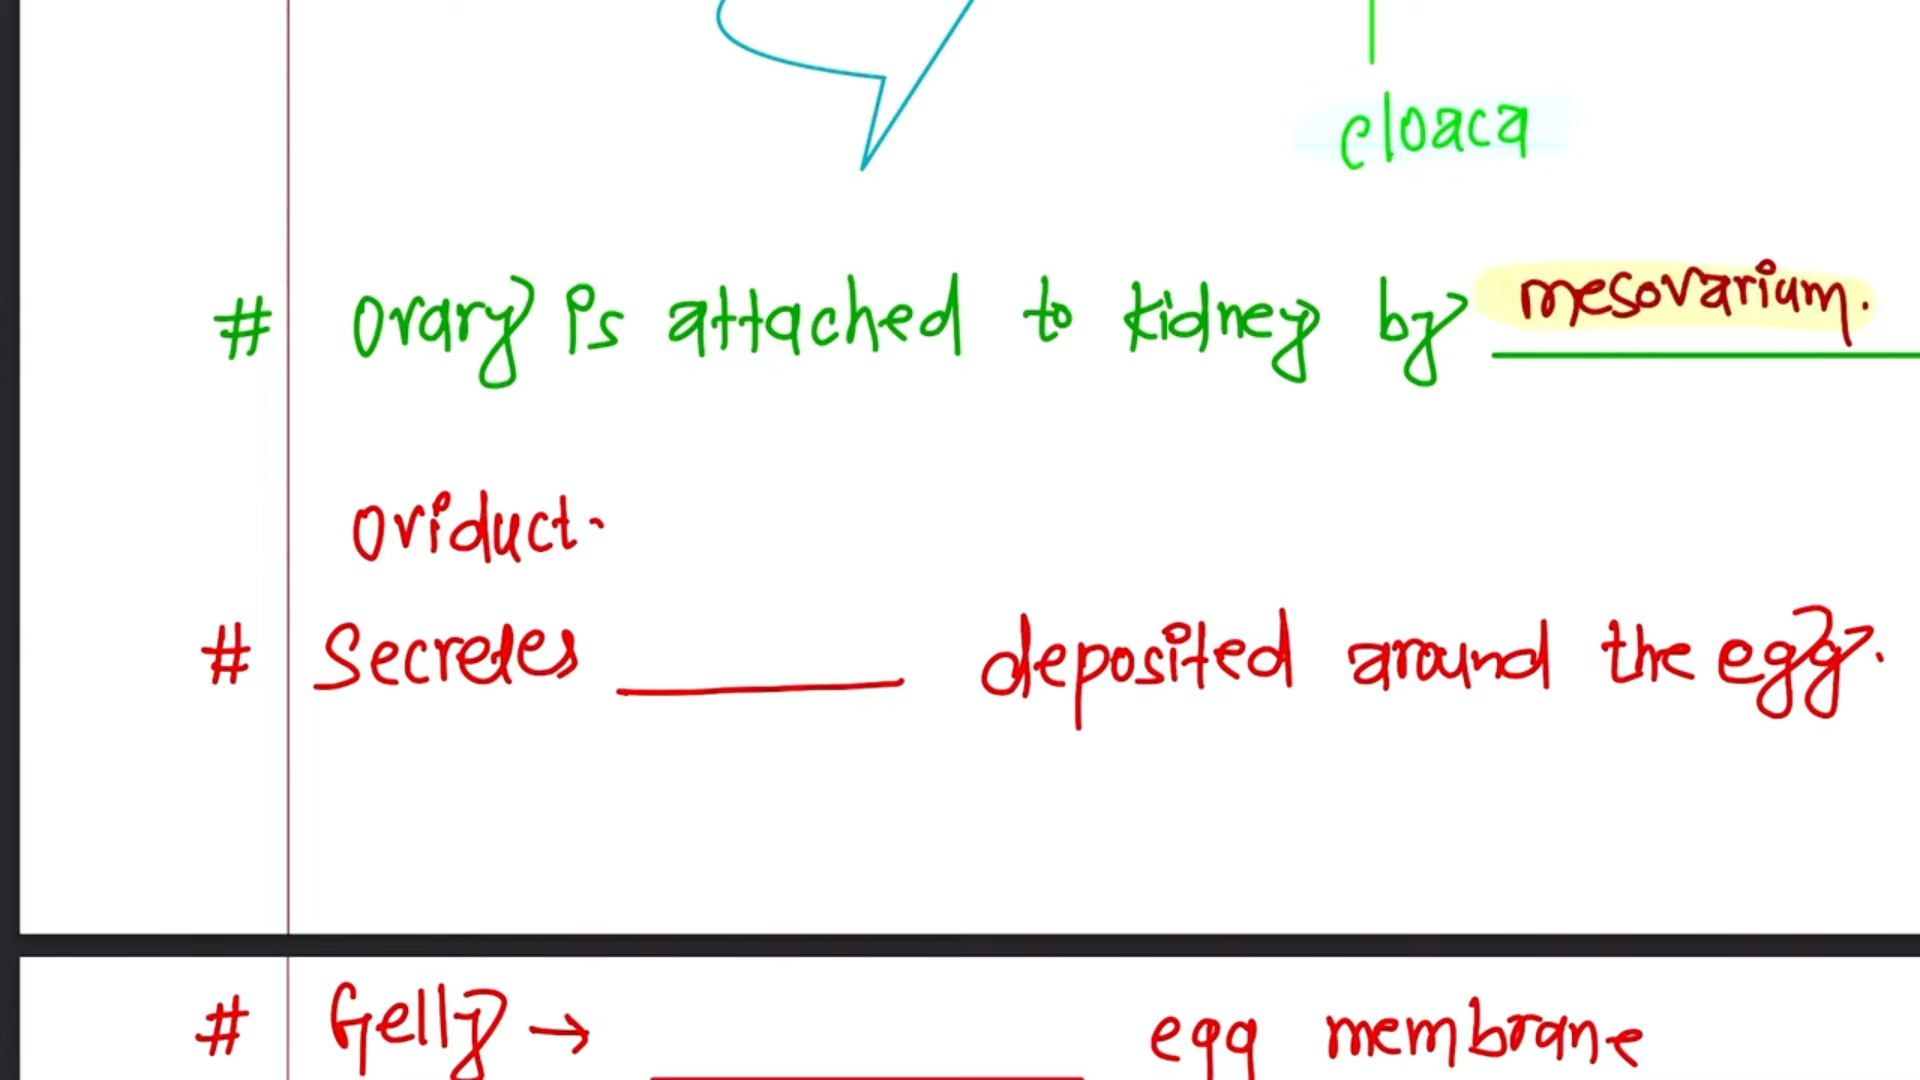 cloaca
# Ovary is attached to kidney by mesovarium.
Oviduct.
# Secretes ______ deposited around the egg.
# Gelly → ______ egg membrane